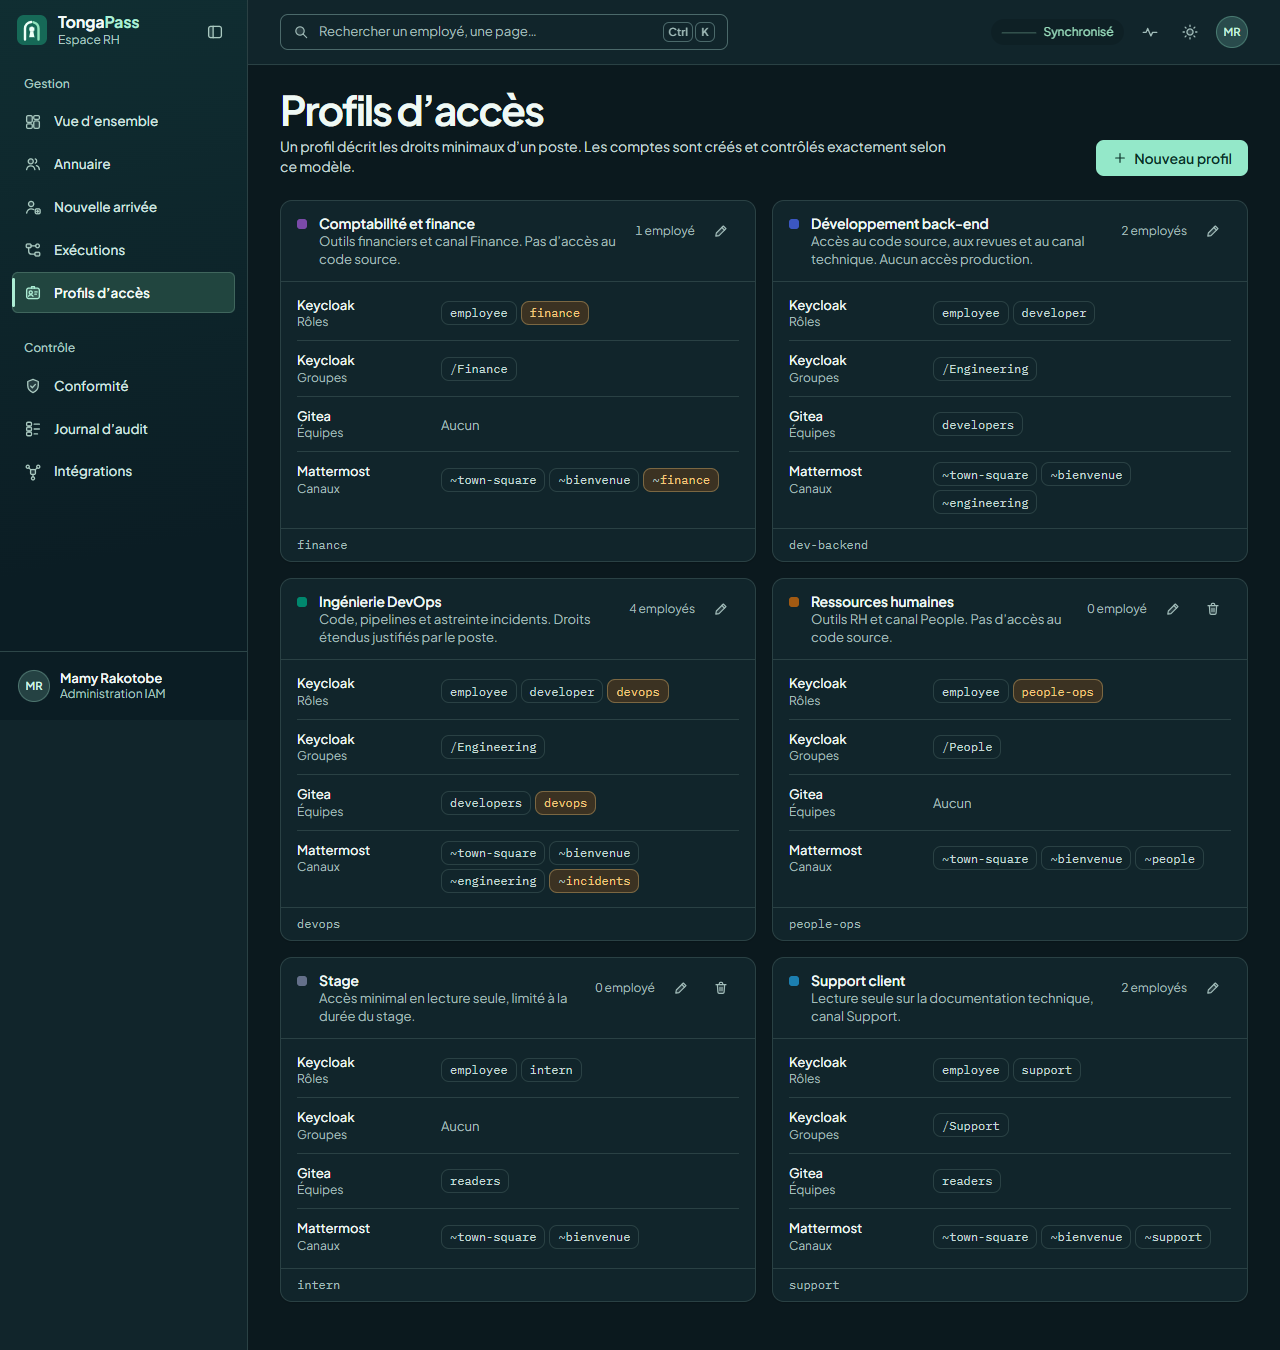 TongaPass
Espace RH
Rechercher un employé, une page…
Ctrl K
Synchronisé
MR
Gestion
Vue d’ensemble
Annuaire
Nouvelle arrivée
Exécutions
Profils d’accès
Contrôle
Conformité
Journal d’audit
Intégrations
MR
Mamy Rakotobe
Administration IAM
Profils d’accès
Un profil décrit les droits minimaux d’un poste. Les comptes sont créés et contrôlés exactement selon
ce modèle.
Nouveau profil
Comptabilité et finance
Outils financiers et canal Finance. Pas d’accès au
code source.
1 employé
Keycloak
Rôles
employee finance
Keycloak
Groupes
/Finance
Gitea
Équipes
Aucun
Mattermost
Canaux
~town-square ~bienvenue ~finance
finance
Développement back-end
Accès au code source, aux revues et au canal
technique. Aucun accès production.
2 employés
Keycloak
Rôles
employee developer
Keycloak
Groupes
/Engineering
Gitea
Équipes
developers
Mattermost
Canaux
~town-square ~bienvenue
~engineering
dev-backend
Ingénierie DevOps
Code, pipelines et astreinte incidents. Droits
étendus justifiés par le poste.
4 employés
Keycloak
Rôles
employee developer devops
Keycloak
Groupes
/Engineering
Gitea
Équipes
developers devops
Mattermost
Canaux
~town-square ~bienvenue
~engineering ~incidents
devops
Ressources humaines
Outils RH et canal People. Pas d’accès au
code source.
0 employé
Keycloak
Rôles
employee people-ops
Keycloak
Groupes
/People
Gitea
Équipes
Aucun
Mattermost
Canaux
~town-square ~bienvenue ~people
people-ops
Stage
Accès minimal en lecture seule, limité à la
durée du stage.
0 employé
Keycloak
Rôles
employee intern
Keycloak
Groupes
Aucun
Gitea
Équipes
readers
Mattermost
Canaux
~town-square ~bienvenue
intern
Support client
Lecture seule sur la documentation technique,
canal Support.
2 employés
Keycloak
Rôles
employee support
Keycloak
Groupes
/Support
Gitea
Équipes
readers
Mattermost
Canaux
~town-square ~bienvenue ~support
support